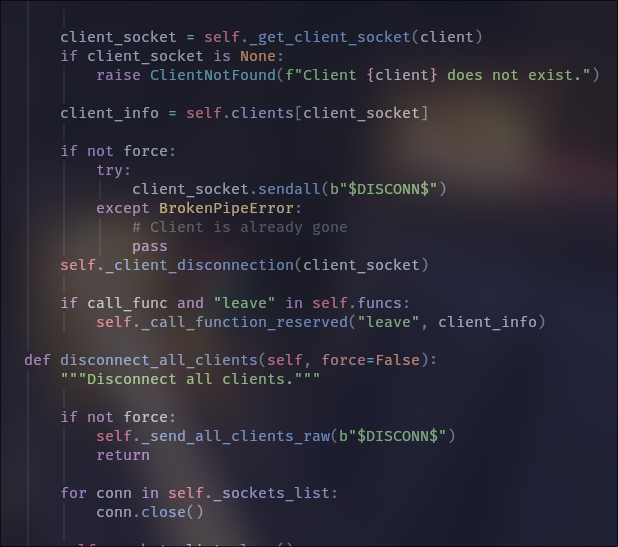 client_socket = self._get_client_socket(client)
if client_socket is None:
raise ClientNotFound(f"Client {client} does not exist.")
client_info = self.clients[client_socket]
if not force:
try:
client_socket.sendall(b"$DISCONN$")
except BrokenPipeError:
# Client is already gone
pass
self._client_disconnection(client_socket)
if call_func and "leave" in self.funcs:
self._call_function_reserved("leave", client_info)
def disconnect_all_clients(self, force=False):
"""Disconnect all clients."""
if not force:
self._send_all_clients_raw(b"$DISCONN$")
return
for conn in self._sockets_list:
conn.close()